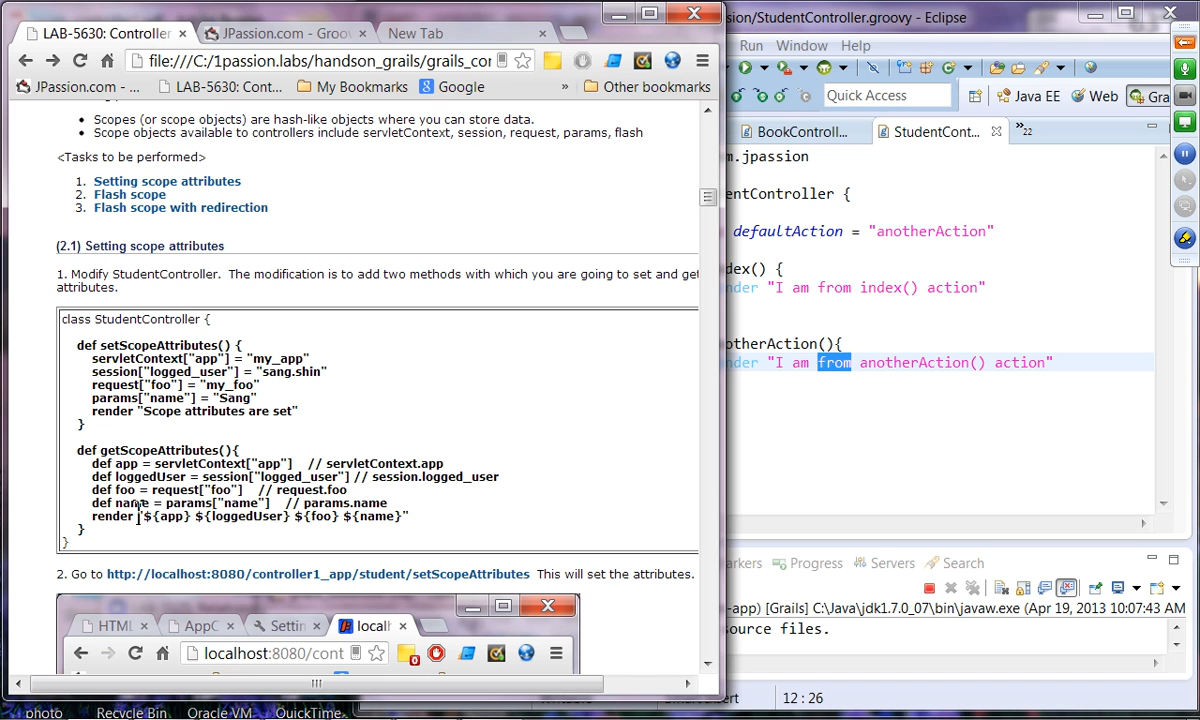 LAB-5630: Controller
JPassion.com - Groo
New Tab
file:///C:/1passion.labs/handson_grails/grails_cor
JPassion.com - ...
LAB-5630: Cont...
My Bookmarks
Google
»
Other bookmarks
Scopes (or scope objects) are hash-like objects where you can store data.
Scope objects available to controllers include servletContext, session, request, params, flash
<Tasks to be performed>
1. Setting scope attributes
2. Flash scope
3. Flash scope with redirection
(2.1) Setting scope attributes
1. Modify StudentController. The modification is to add two methods with which you are going to set and get
attributes.
class StudentController {
def setScopeAttributes() {
servletContext["app"] = "my_app"
session["logged_user"] = "sang.shin"
request["foo"] = "my_foo"
params["name"] = "Sang"
render "Scope attributes are set"
}
def getScopeAttributes(){
def app = servletContext["app"] // servletContext.app
def loggedUser = session["logged_user"] // session.logged_user
def foo = request["foo"] // request.foo
def name = params["name"] // params.name
render "${app} ${loggedUser} ${foo} ${name}"
}
}
2. Go to http://localhost:8080/controller1_app/student/setScopeAttributes This will set the attributes.
HTML
AppC
Settin
localh
localhost:8080/cont
0
sion/StudentController.groovy - Eclipse
Run Window Help
Quick Access
Java EE
Web
Gra
BookControll...
StudentCont...
»22
m.jpassion
dentController {
defaultAction = "anotherAction"
dex() {
nder "I am from index() action"
otherAction(){
nder "I am from anotherAction() action"
arkers
Progress
Servers
Search
-app) [Grails] C:\Java\jdk1.7.0_07\bin\javaw.exe (Apr 19, 2013 10:07:43 AM
ource files.
12 : 26
photo
Recycle Bin
Oracle VM
QuickTime